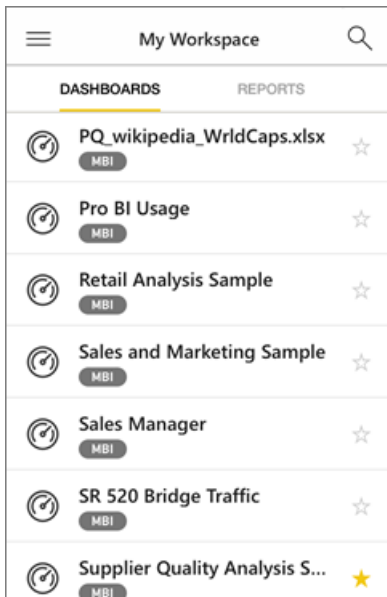 My Workspace
DASHBOARDS REPORTS
PQ_wikipedia_WrldCaps.xlsx
MBI
Pro BI Usage
MBI
Retail Analysis Sample
MBI
Sales and Marketing Sample
MBI
Sales Manager
MBI
SR 520 Bridge Traffic
MBI
Supplier Quality Analysis S...
MBI